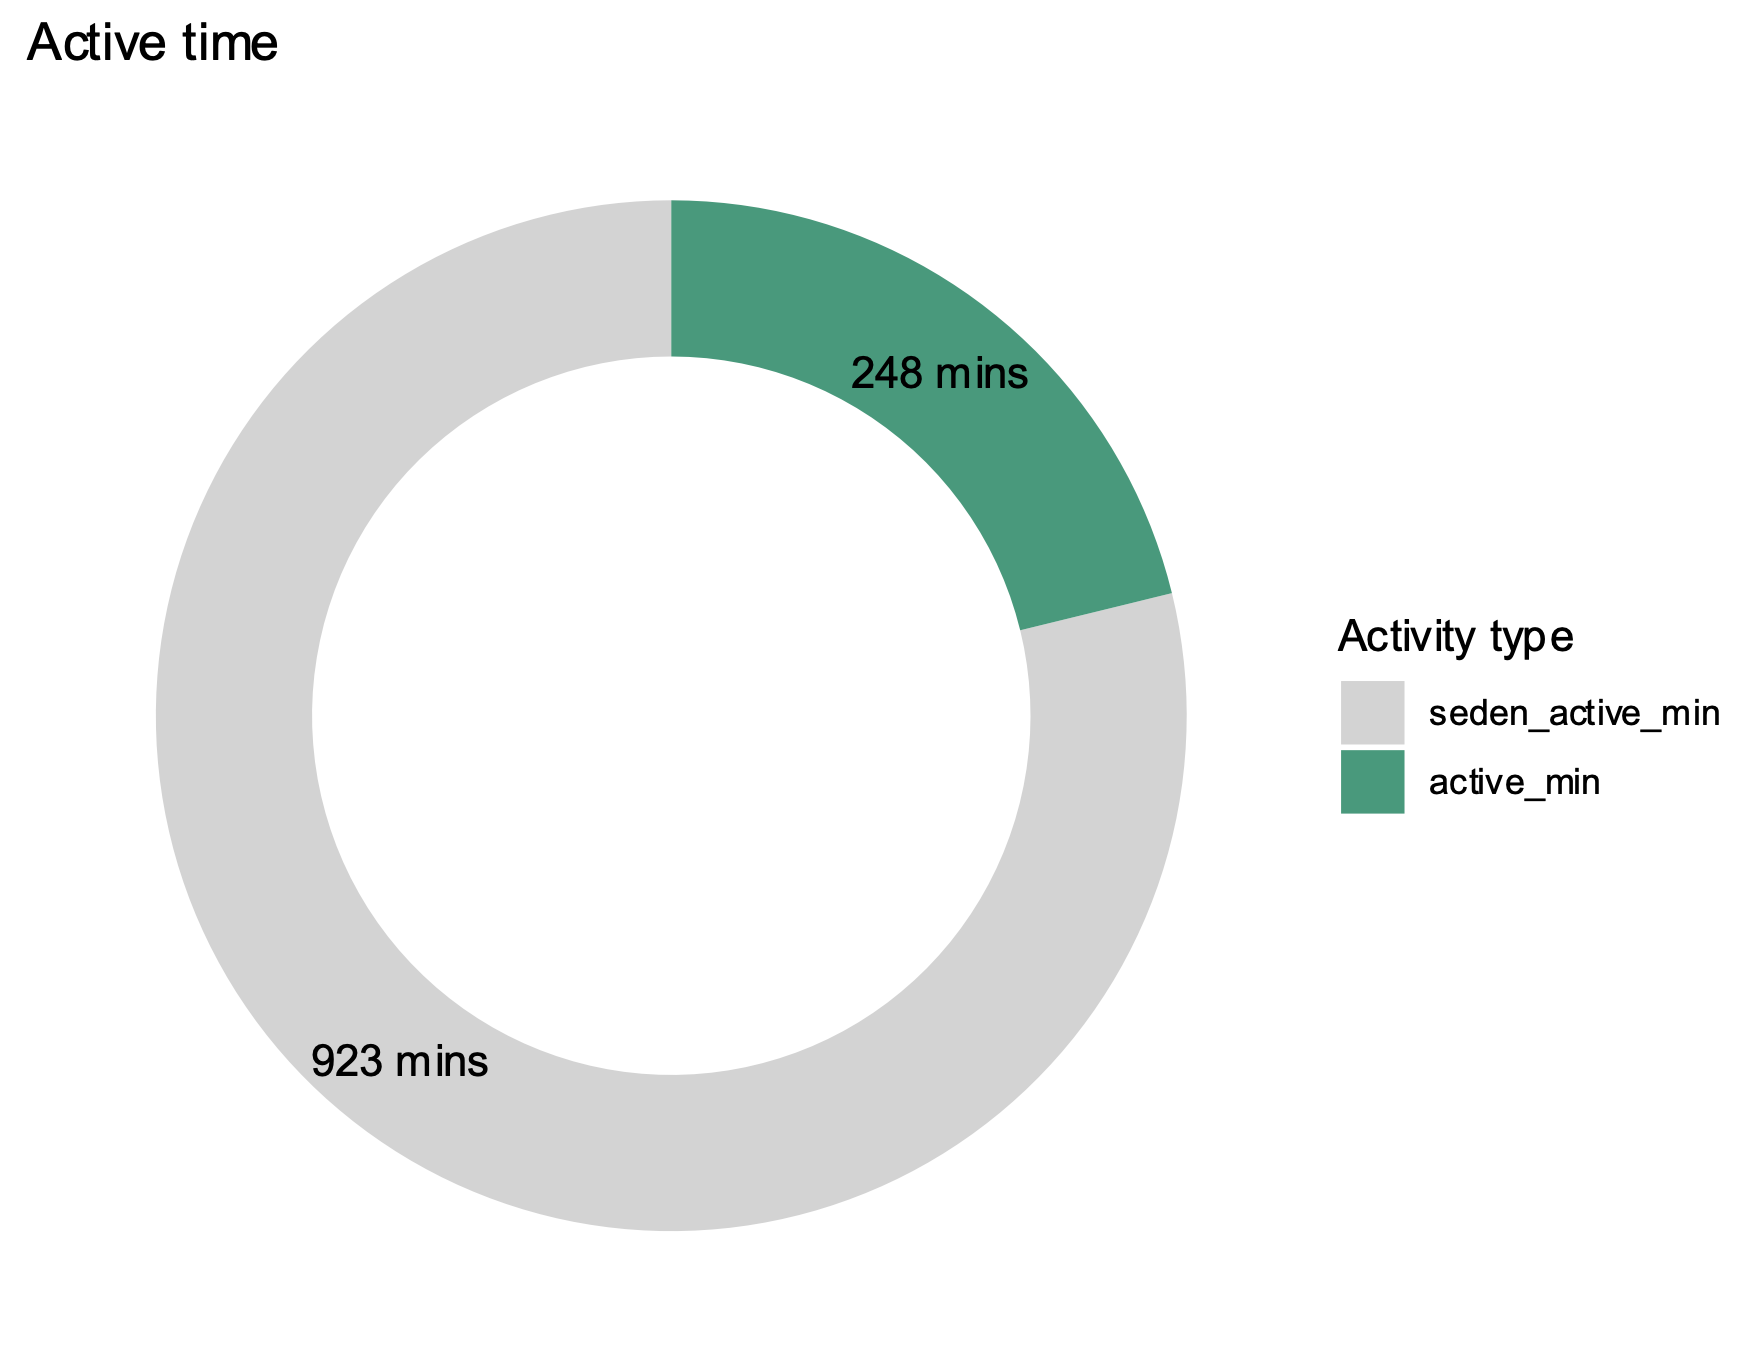 Active time
248 mins
923 mins
Activity type
seden_active_min
active_min